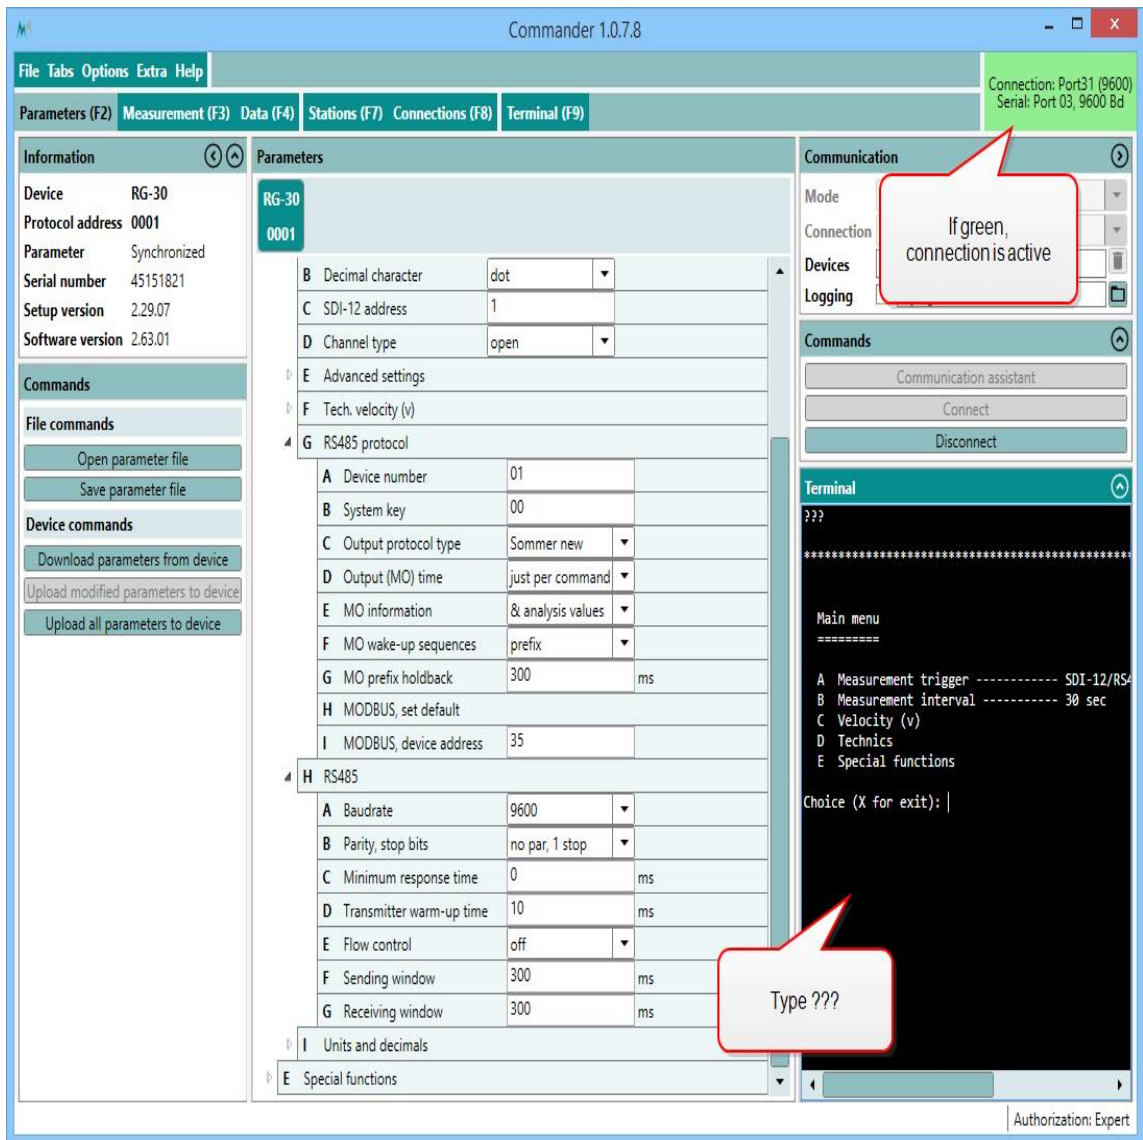 Commander 1.0.7.8
File Tabs Options Extra Help
Connection: Port31 (9600)
Serial: Port 03, 9600 Bd
Parameters (F2) Measurement (F3) Data (F4) Stations (F7) Connections (F8) Terminal (F9)
Information
Device RG-30
Protocol address 0001
Parameter Synchronized
Serial number 45151821
Setup version 2.29.07
Software version 2.63.01
Commands
File commands
Open parameter file
Save parameter file
Device commands
Download parameters from device
Upload modified parameters to device
Upload all parameters to device
Parameters
RG-30
0001
B Decimal character dot
C SDI-12 address 1
D Channel type open
E Advanced settings
F Tech. velocity (v)
G RS485 protocol
A Device number 01
B System key 00
C Output protocol type Sommer new
D Output (MO) time just per command
E MO information & analysis values
F MO wake-up sequences prefix
G MO prefix holdback 300 ms
H MODBUS, set default
I MODBUS, device address 35
H RS485
A Baudrate 9600
B Parity, stop bits no par, 1 stop
C Minimum response time 0 ms
D Transmitter warm-up time 10 ms
E Flow control off
F Sending window 300 ms
G Receiving window 300 ms
I Units and decimals
E Special functions
Communication
Mode
Connection
Devices
Logging
If green,
connection is active
Commands
Communication assistant
Connect
Disconnect
Terminal
???
************************************************
Main menu
=========
A Measurement trigger ------------ SDI-12/RS4
B Measurement interval ----------- 30 sec
C Velocity (v)
D Technics
E Special functions
Choice (X for exit):
Type ???
Authorization: Expert